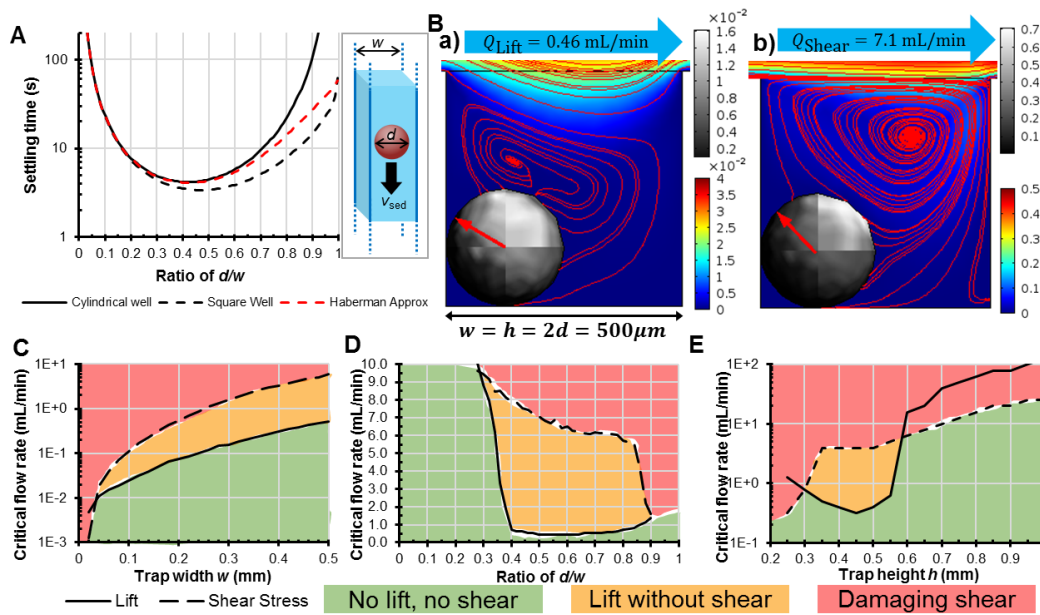 A
Settling time (s)
100
10
1
0 0.1 0.2 0.3 0.4 0.5 0.6 0.7 0.8 0.9 1
Ratio of d/w
Cylindrical well
Square Well
Haberman Approx
w
d
v_sed
B
a)
Q_Lift = 0.46 mL/min
×10⁻²
1.6
1.4
1.2
1
0.8
0.6
0.4
0.2
×10⁻²
4
3.5
3
2.5
2
1.5
1
0.5
0
w = h = 2d = 500μm
b)
Q_Shear = 7.1 mL/min
0.7
0.6
0.5
0.4
0.3
0.2
0.1
0.5
0.4
0.3
0.2
0.1
0.0
C
Critical flow rate (mL/min)
1E+1
1E+0
1E-1
1E-2
1E-3
0 0.1 0.2 0.3 0.4 0.5
Trap width w (mm)
D
Critical flow rate (mL/min)
10.0
9.0
8.0
7.0
6.0
5.0
4.0
3.0
2.0
1.0
0.0
0 0.1 0.2 0.3 0.4 0.5 0.6 0.7 0.8 0.9 1
Ratio of d/w
E
Critical flow rate (mL/min)
1E+2
1E+1
1E+0
1E-1
0.2 0.3 0.4 0.5 0.6 0.7 0.8 0.9
Trap height h (mm)
Lift
Shear Stress
No lift, no shear
Lift without shear
Damaging shear